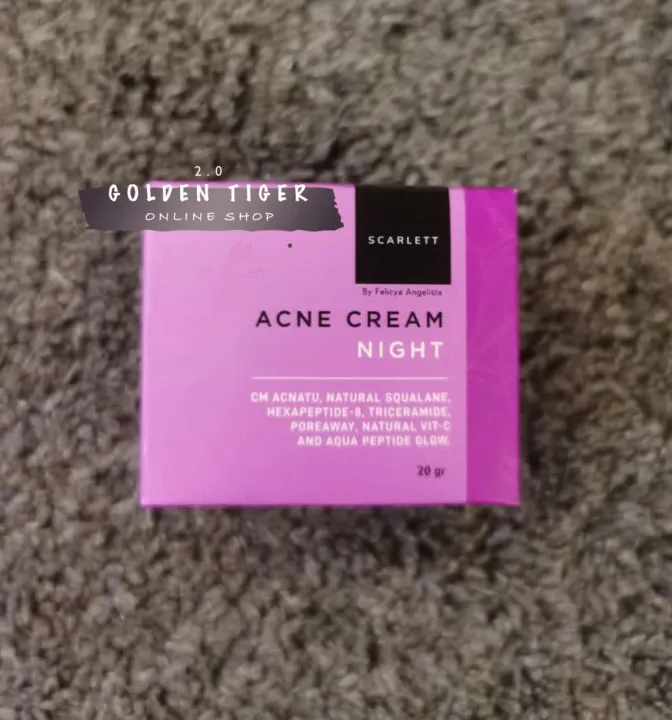 2.0
GOLDEN TIGER
ONLINE SHOP
SCARLETT
By Felicya Angelista
ACNE CREAM
NIGHT
CM ACNATU, NATURAL SQUALANE,
HEXAPEPTIDE-8, TRICERAMIDE,
POREAWAY, NATURAL VIT-C
AND AQUA PEPTIDE GLOW.
20 gr